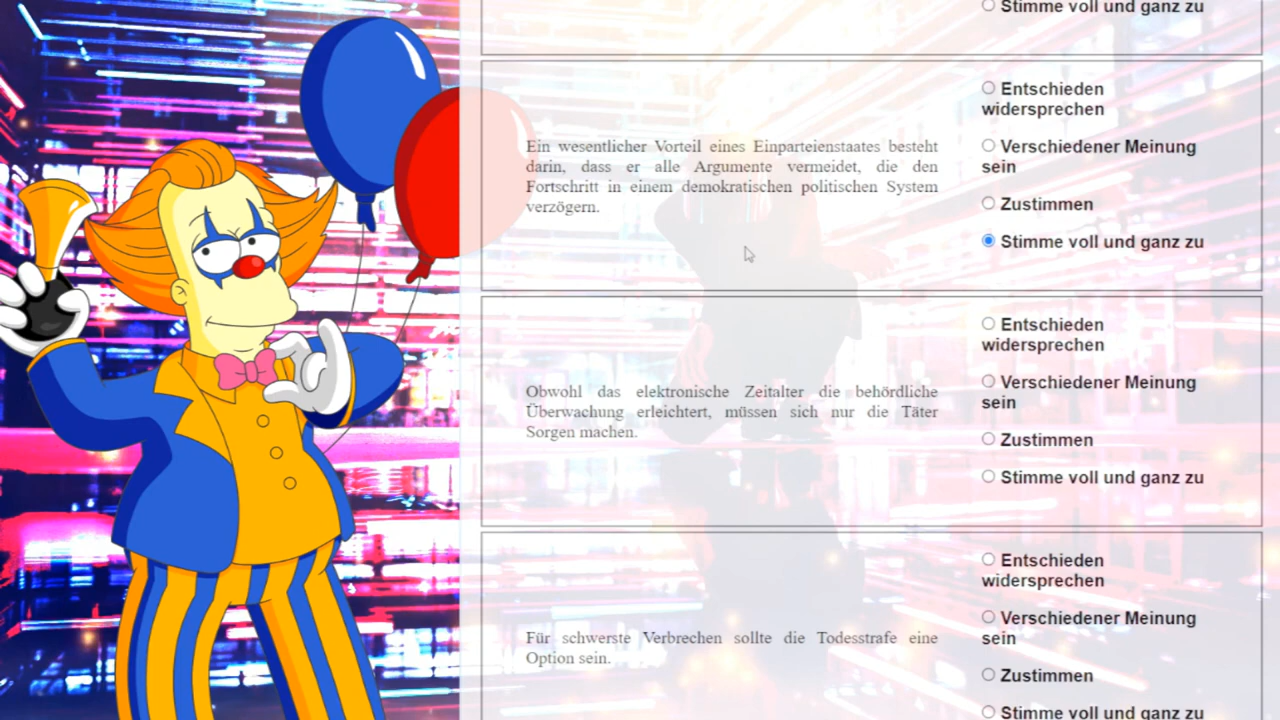 Stimme voll und ganz zu
Ein wesentlicher Vorteil eines Einparteienstaates besteht
darin, dass er alle Argumente vermeidet, die den
Fortschritt in einem demokratischen politischen System
verzögern.
Entschieden
widersprechen
Verschiedener Meinung
sein
Zustimmen
Stimme voll und ganz zu
Obwohl das elektronische Zeitalter die behördliche
Überwachung erleichtert, müssen sich nur die Täter
Sorgen machen.
Entschieden
widersprechen
Verschiedener Meinung
sein
Zustimmen
Stimme voll und ganz zu
Für schwerste Verbrechen sollte die Todesstrafe eine
Option sein.
Entschieden
widersprechen
Verschiedener Meinung
sein
Zustimmen
Stimme voll und ganz zu